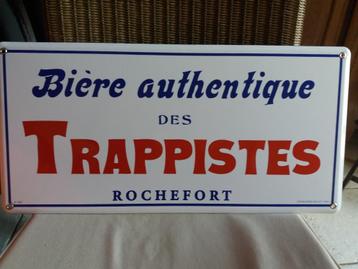 Bière authentique
DES
TRAPPISTES
ROCHEFORT